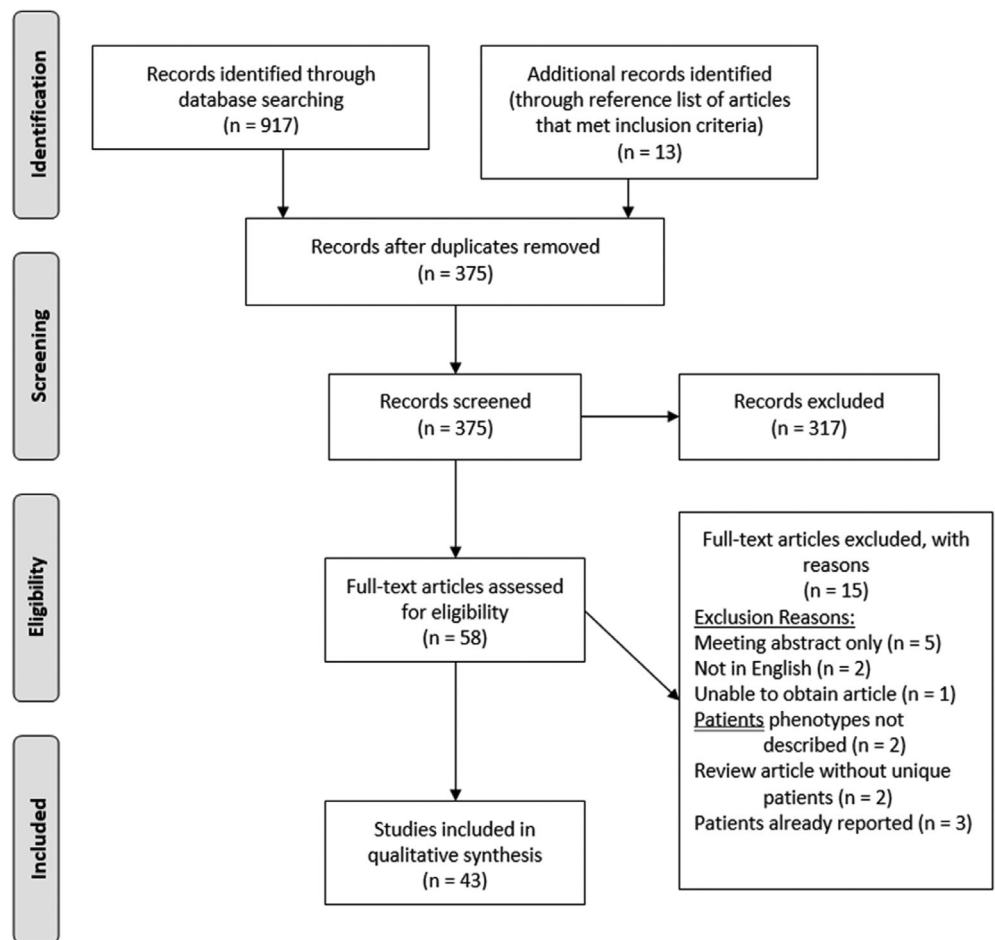 Identification
Records identified through
database searching
(n = 917)
Additional records identified
(through reference list of articles
that met inclusion criteria)
(n = 13)
Records after duplicates removed
(n = 375)
Screening
Records screened
(n = 375)
Records excluded
(n = 317)
Eligibility
Full-text articles assessed
for eligibility
(n = 58)
Full-text articles excluded, with
reasons
(n = 15)
Exclusion Reasons:
Meeting abstract only (n = 5)
Not in English (n = 2)
Unable to obtain article (n = 1)
Patients phenotypes not
described (n = 2)
Review article without unique
patients (n = 2)
Patients already reported (n = 3)
Included
Studies included in
qualitative synthesis
(n = 43)